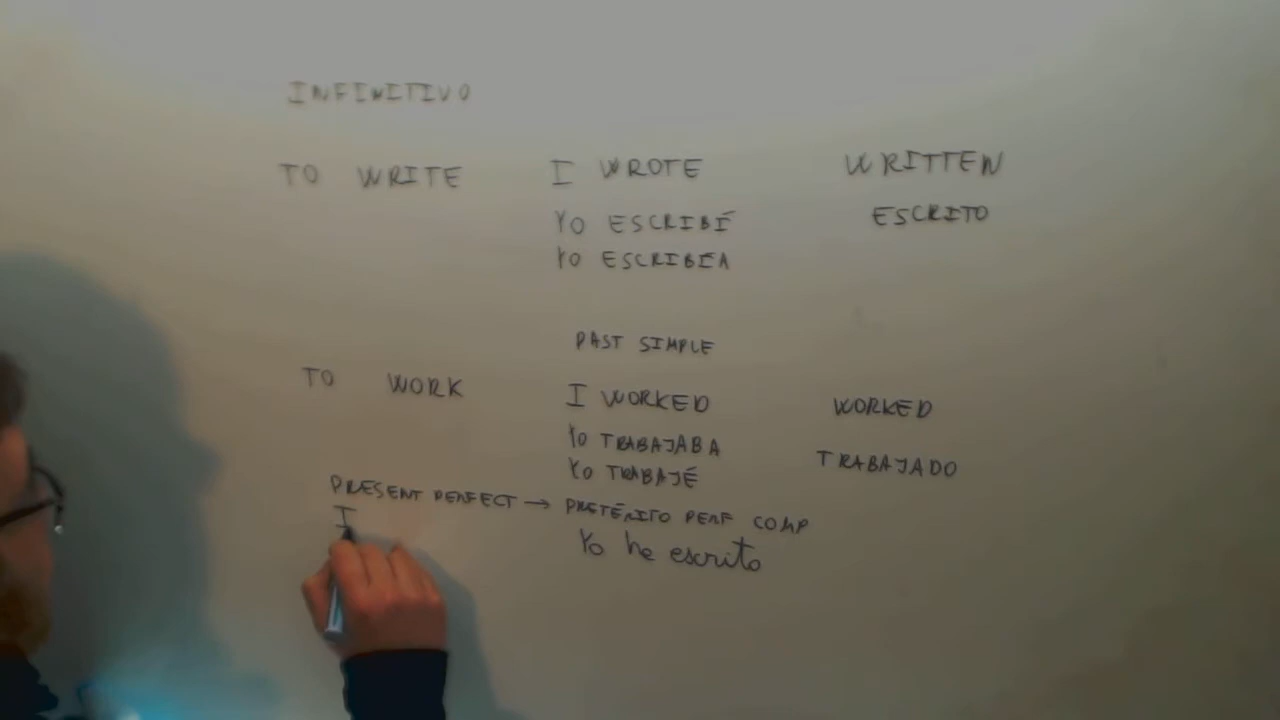 INFINITIVO
TO WRITE I WROTE WRITTEN
YO ESCRIBÉ ESCRITO
YO ESCRIBÍA
PAST SIMPLE
TO WORK I WORKED WORKED
YO TRABAJABA TRABAJADO
YO TRABAJÉ
PRESENT PERFECT → PRETÉRITO PERF COMP
I Yo he escrito